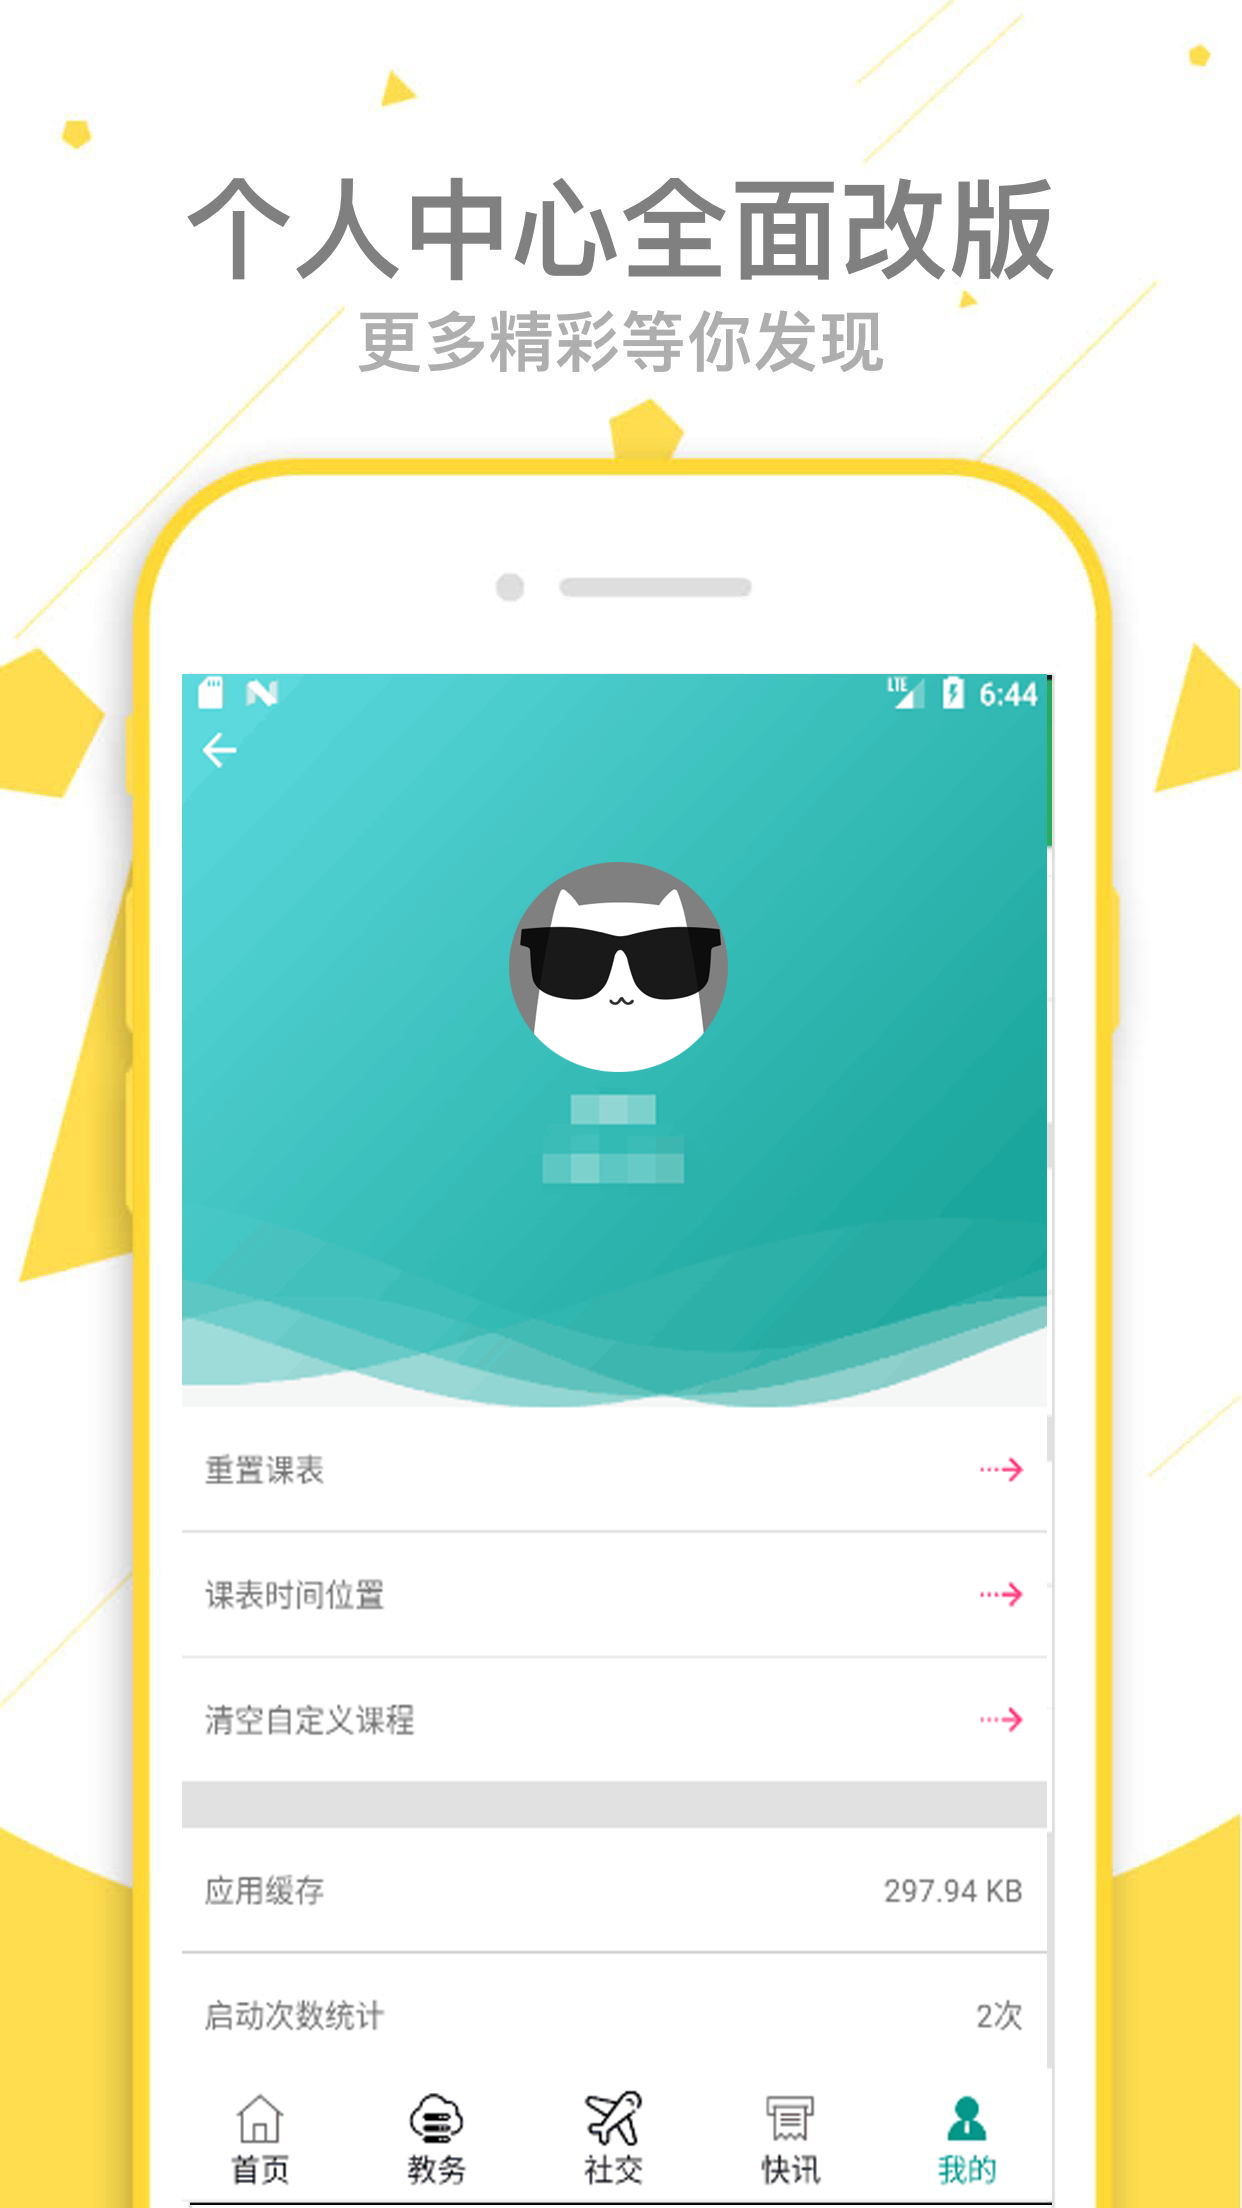 个人中心全面改版
更多精彩等你发现
LTE 6:44
重置课表
课表时间位置
清空自定义课程
应用缓存 297.94 KB
启动次数统计 2次
首页 教务 社交 快讯 我的